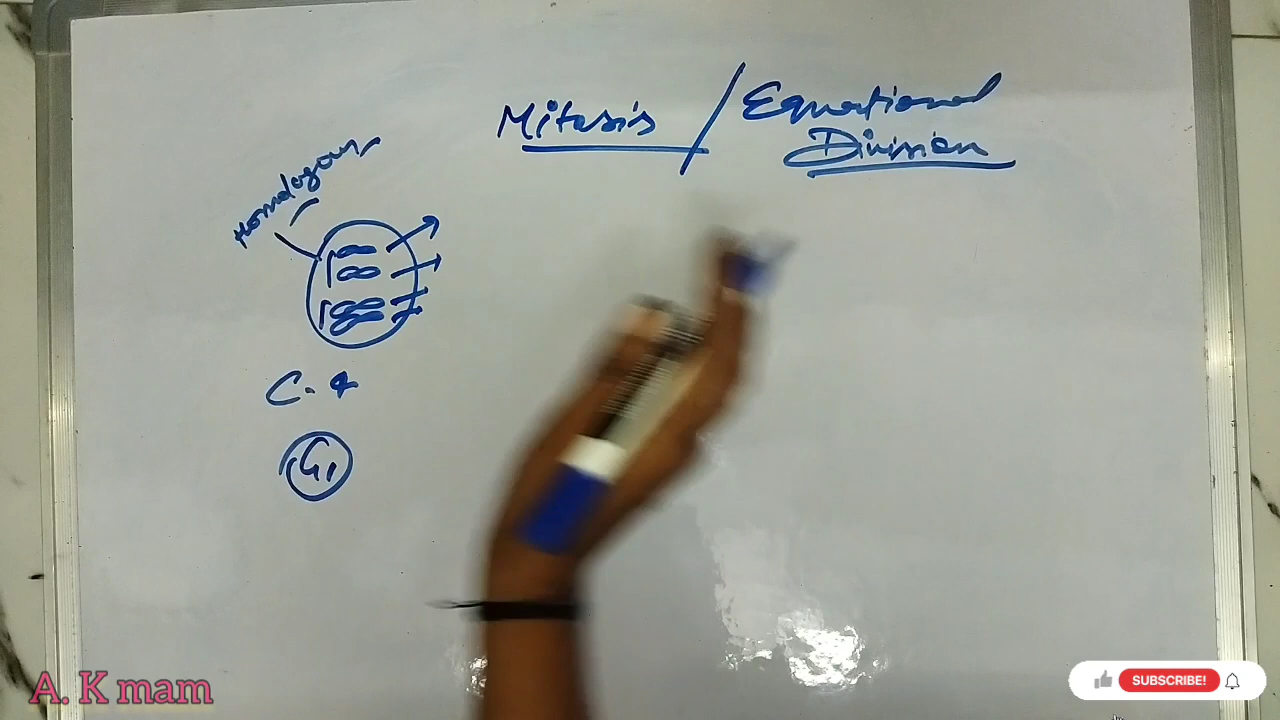 Mitosis / Equational
Division
Homologous
C-4
G1
A. K mam
SUBSCRIBE!